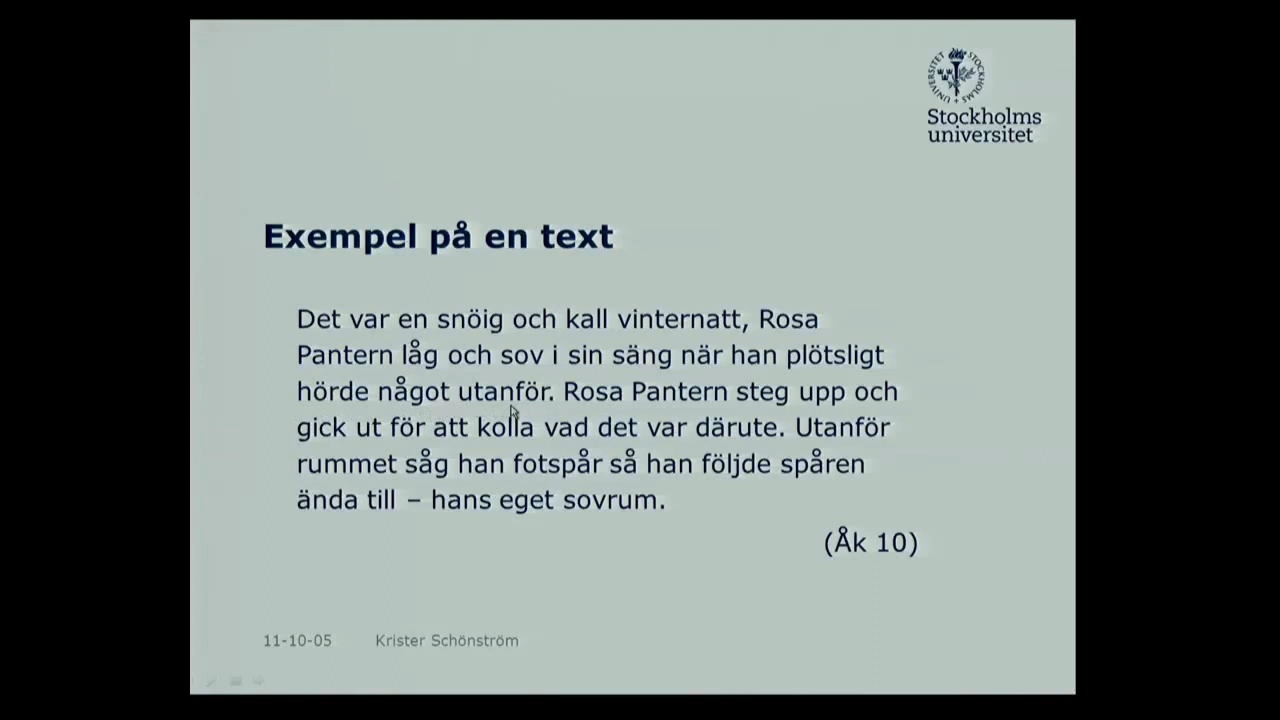 STOCKHOLMS UNIVERSITET
Stockholms
universitet
Exempel på en text
Det var en snöig och kall vinternatt, Rosa
Pantern låg och sov i sin säng när han plötsligt
hörde något utanför. Rosa Pantern steg upp och
gick ut för att kolla vad det var därute. Utanför
rummet såg han fotspår så han följde spåren
ända till – hans eget sovrum.
(Åk 10)
11-10-05 Krister Schönström